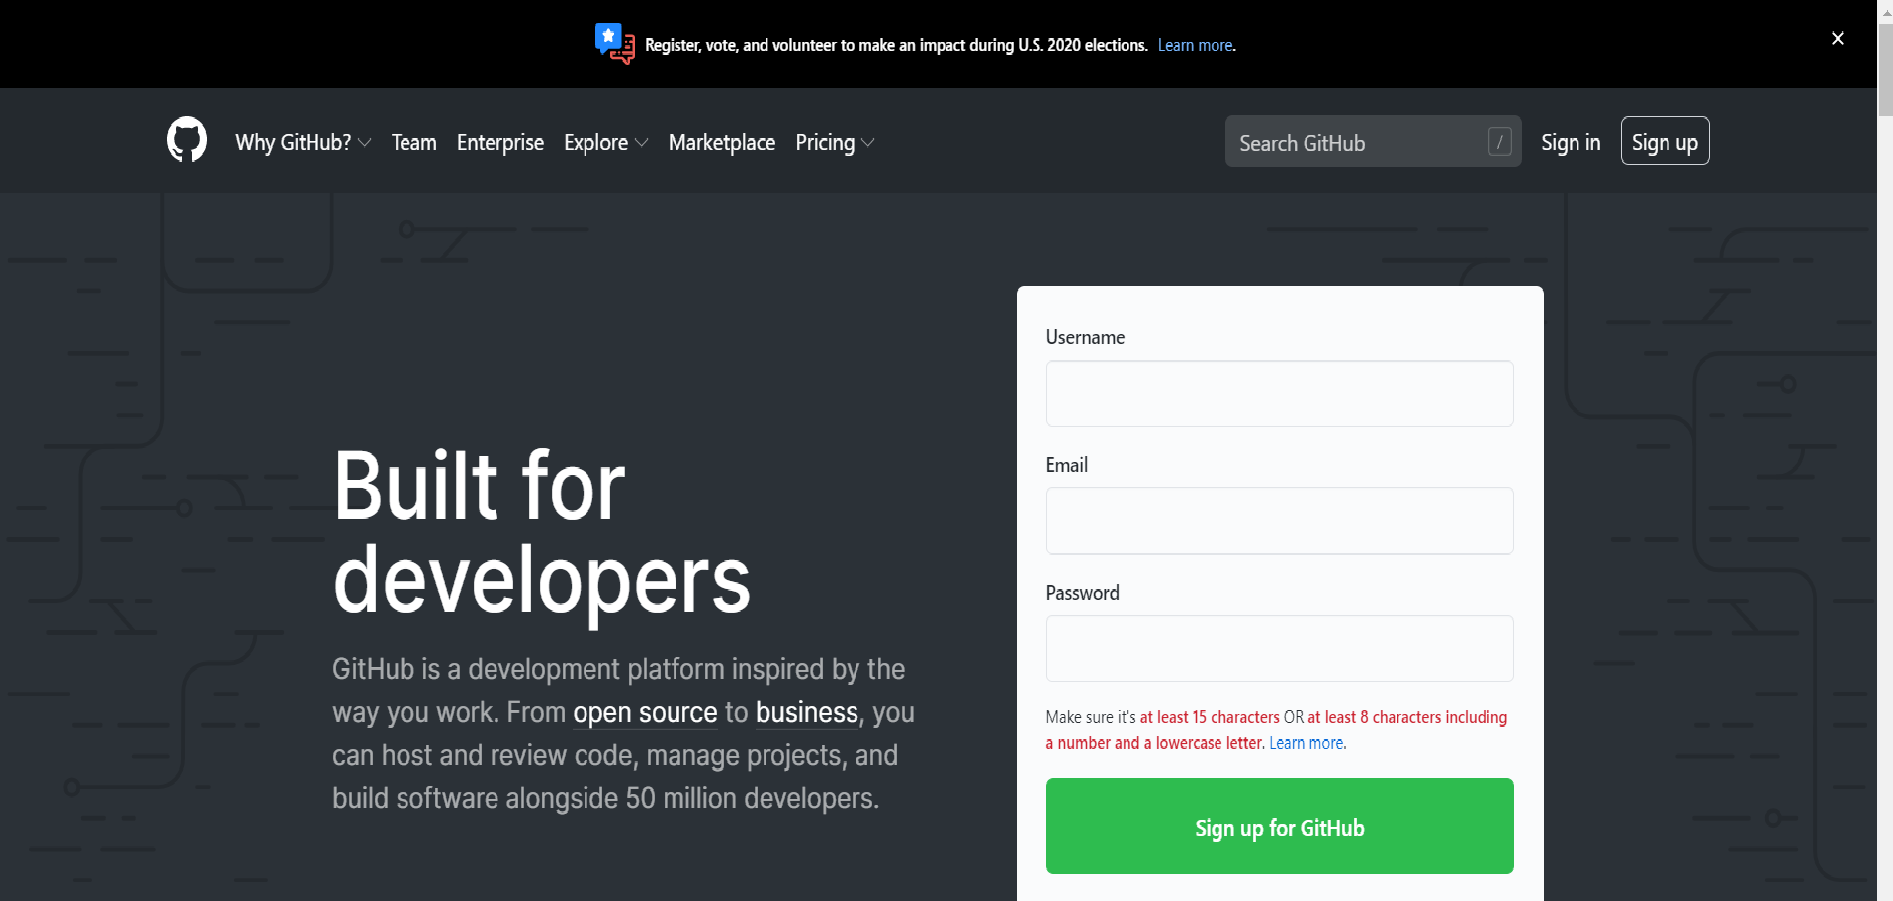 Register, vote, and volunteer to make an impact during U.S. 2020 elections. Learn more.
Why GitHub? Team Enterprise Explore Marketplace Pricing Search GitHub / Sign in Sign up
Username
Email
Built for
developers
Password
GitHub is a development platform inspired by the
way you work. From open source to business, you
can host and review code, manage projects, and
build software alongside 50 million developers.
Make sure it's at least 15 characters OR at least 8 characters including
a number and a lowercase letter. Learn more.
Sign up for GitHub